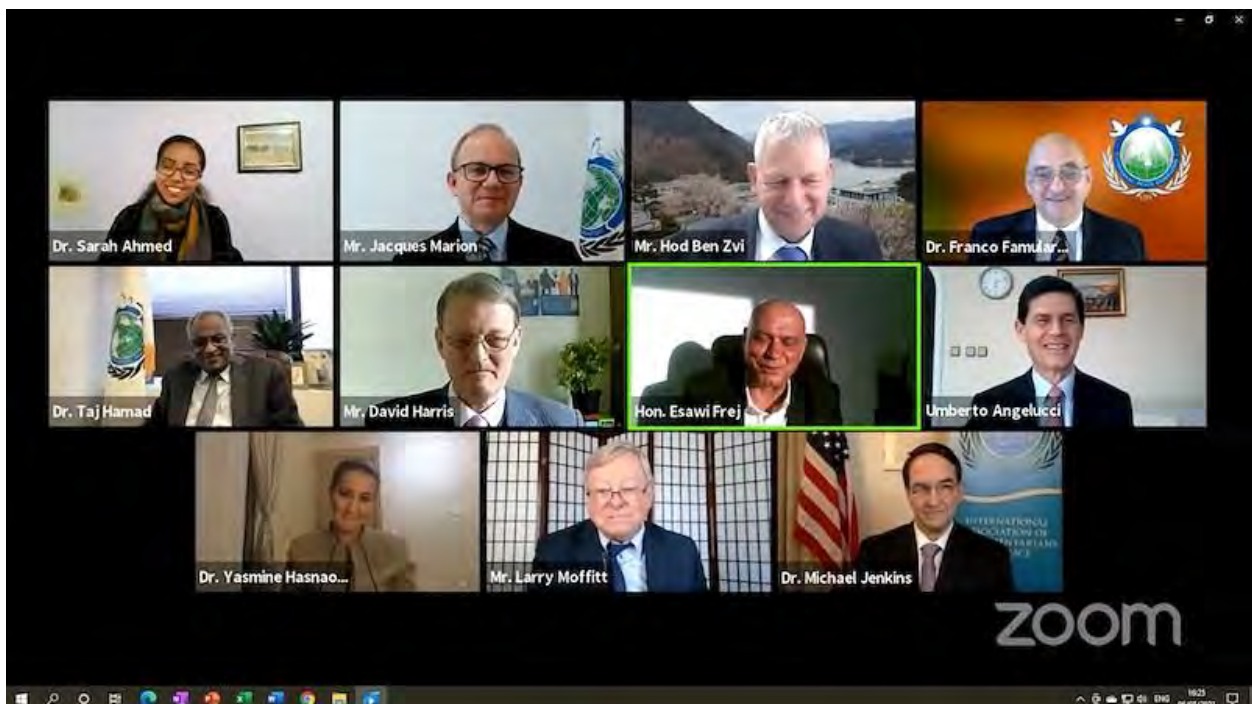 Dr. Sarah Ahmed
Mr. Jacques Marion
Mr. Hod Ben Zvi
Dr. Franco Famular...
Dr. Taj Hamad
Mr. David Harris
Hon. Esawi Frej
Umberto Angelucci
Dr. Yasmine Hasnao...
Mr. Larry Moffitt
Dr. Michael Jenkins
INTERNATIONAL
ASSOCIATION OF
zoom
ENG
16:23